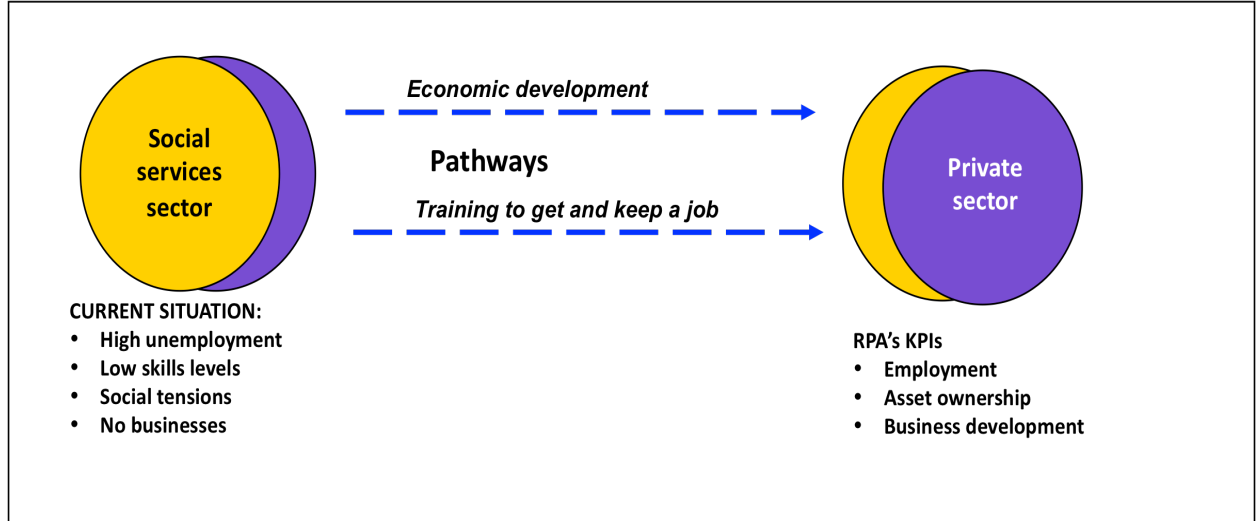 Economic development
Social
services
sector
Pathways
Private
sector
Training to get and keep a job
CURRENT SITUATION:
• High unemployment
• Low skills levels
• Social tensions
• No businesses
RPA's KPIs
• Employment
• Asset ownership
• Business development